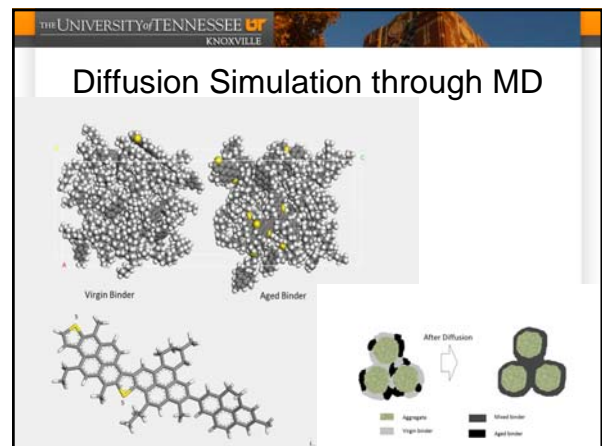 THE UNIVERSITY of TENNESSEE UT
KNOXVILLE
Diffusion Simulation through MD
C
A
Virgin Binder
Aged Binder
S
S
After Diffusion
Aggregate
Mixed binder
Virgin binder
Aged binder